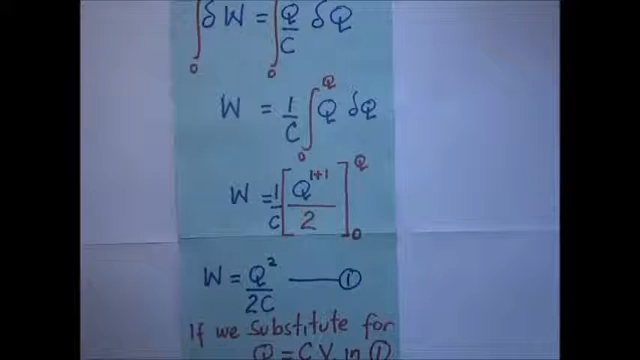 ∫₀ δW = ∫₀ Q/C δQ
W = 1/C ∫₀^Q Q δQ
W = 1/C [Q^(1+1)/2]₀^Q
W = Q²/2C —— ①
If we substitute for
Q = CV in ①